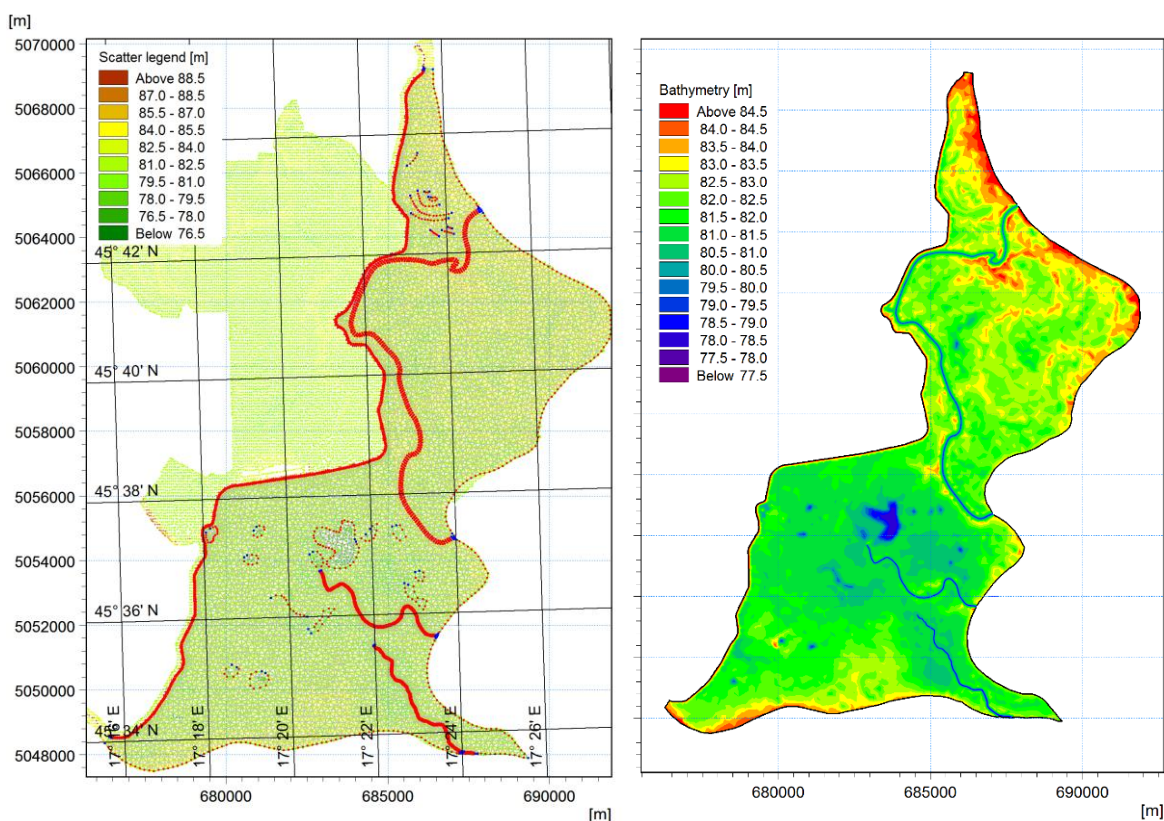 [m]
5070000
5068000
5066000
5064000
5062000
5060000
5058000
5056000
5054000
5052000
5050000
5048000
Scatter legend [m]
Above 88.5
87.0 - 88.5
85.5 - 87.0
84.0 - 85.5
82.5 - 84.0
81.0 - 82.5
79.5 - 81.0
78.0 - 79.5
76.5 - 78.0
Below 76.5
45° 42' N
45° 40' N
45° 38' N
45° 36' N
45° 34' N
17° 16' E
17° 18' E
17° 20' E
17° 22' E
17° 24' E
17° 26' E
680000
685000
690000
[m]
Bathymetry [m]
Above 84.5
84.0 - 84.5
83.5 - 84.0
83.0 - 83.5
82.5 - 83.0
82.0 - 82.5
81.5 - 82.0
81.0 - 81.5
80.5 - 81.0
80.0 - 80.5
79.5 - 80.0
79.0 - 79.5
78.5 - 79.0
78.0 - 78.5
77.5 - 78.0
Below 77.5
680000
685000
690000
[m]